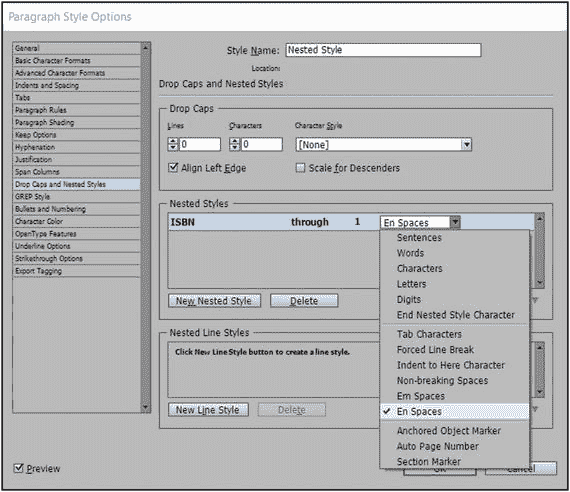 Paragraph Style Options
General
Basic Character Formats
Advanced Character Formats
Indents and Spacing
Tabs
Paragraph Rules
Paragraph Shading
Keep Options
Hyphenation
Justification
Span Columns
Drop Caps and Nested Styles
GREP Style
Bullets and Numbering
Character Color
OpenType Features
Underline Options
Strikethrough Options
Export Tagging
Style Name: Nested Style
Location:
Drop Caps and Nested Styles
Drop Caps
Lines Characters Character Style
0 0 [None]
Align Left Edge Scale for Descenders
Nested Styles
ISBN through 1 En Spaces
Sentences
Words
Characters
Letters
Digits
End Nested Style Character
Tab Characters
Forced Line Break
Indent to Here Character
Non-breaking Spaces
Em Spaces
En Spaces
Anchored Object Marker
Auto Page Number
Section Marker
New Nested Style Delete
Nested Line Styles
Click New Line Style button to create a line style.
New Line Style Delete
Preview
OK Cancel